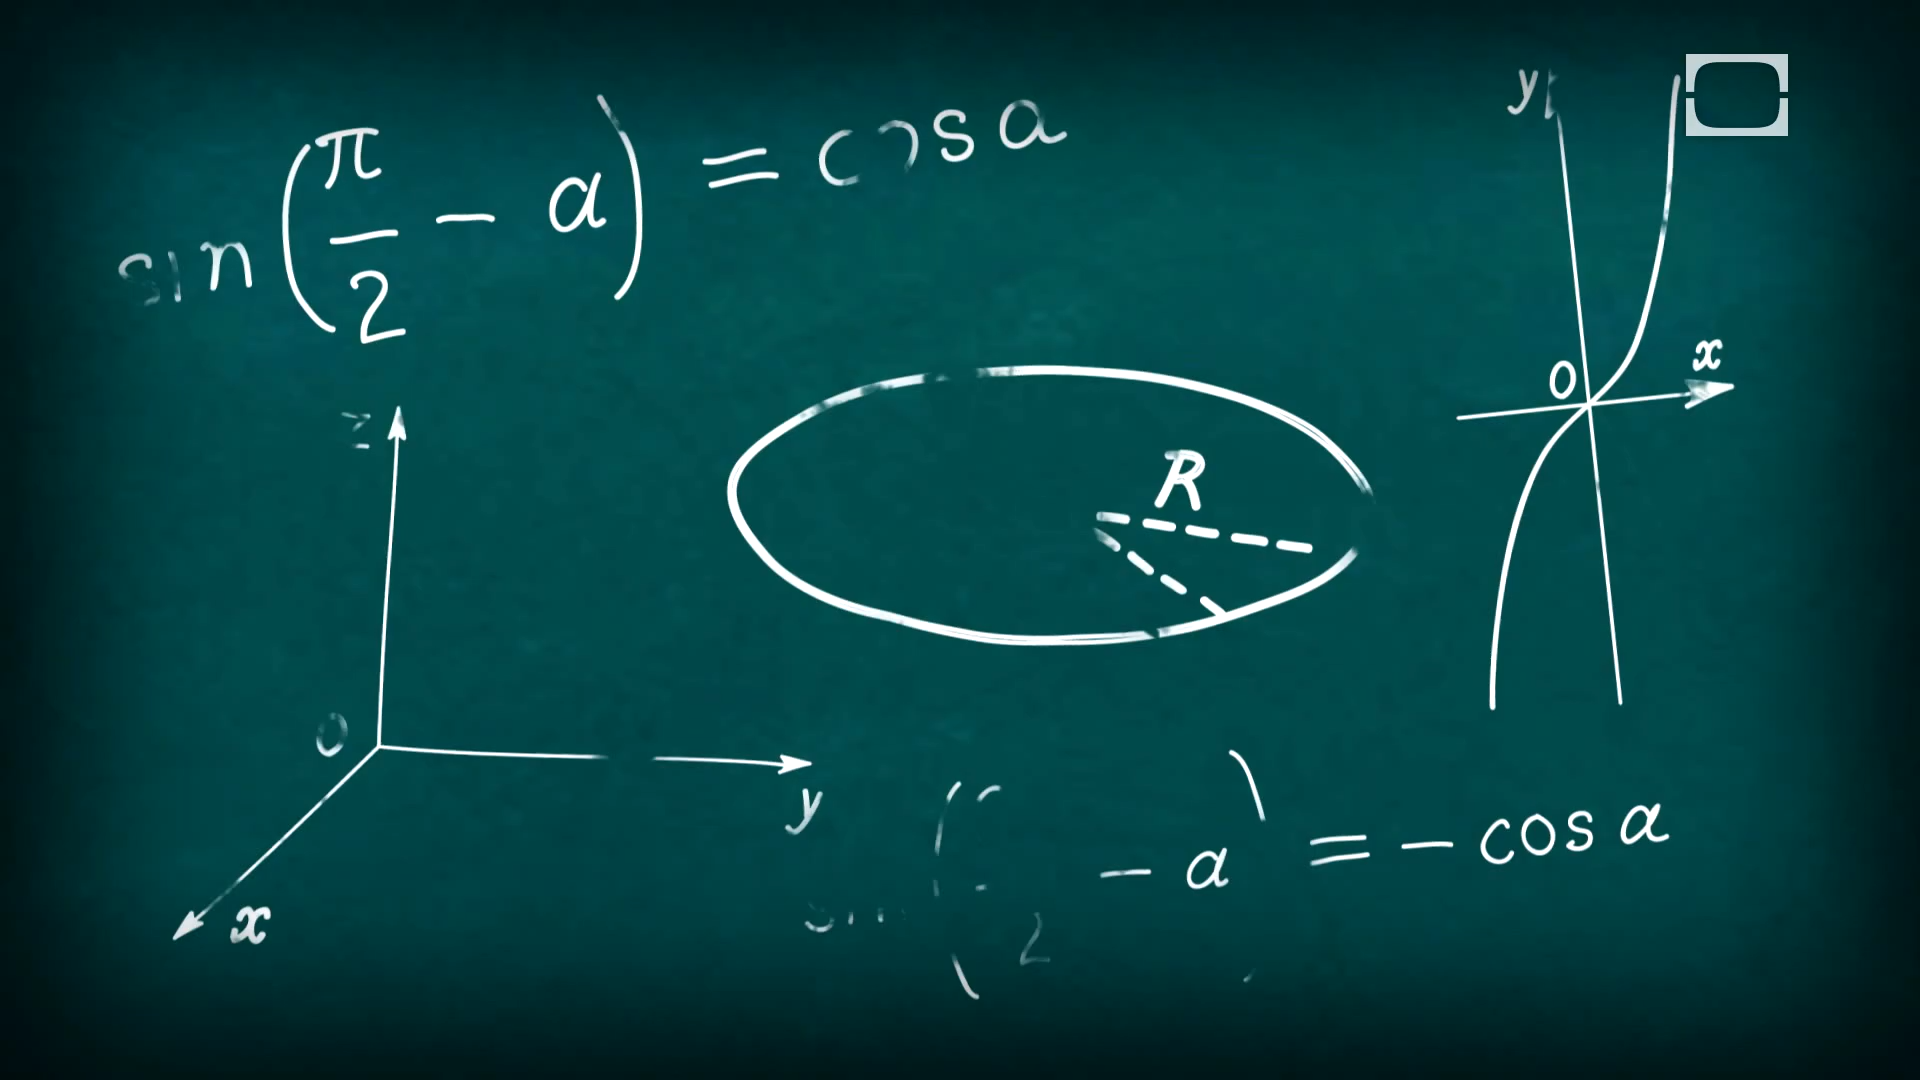 sin(π/2 - a) = cos a
y
x
0
z
R
0
y
x
- a) = - cos a